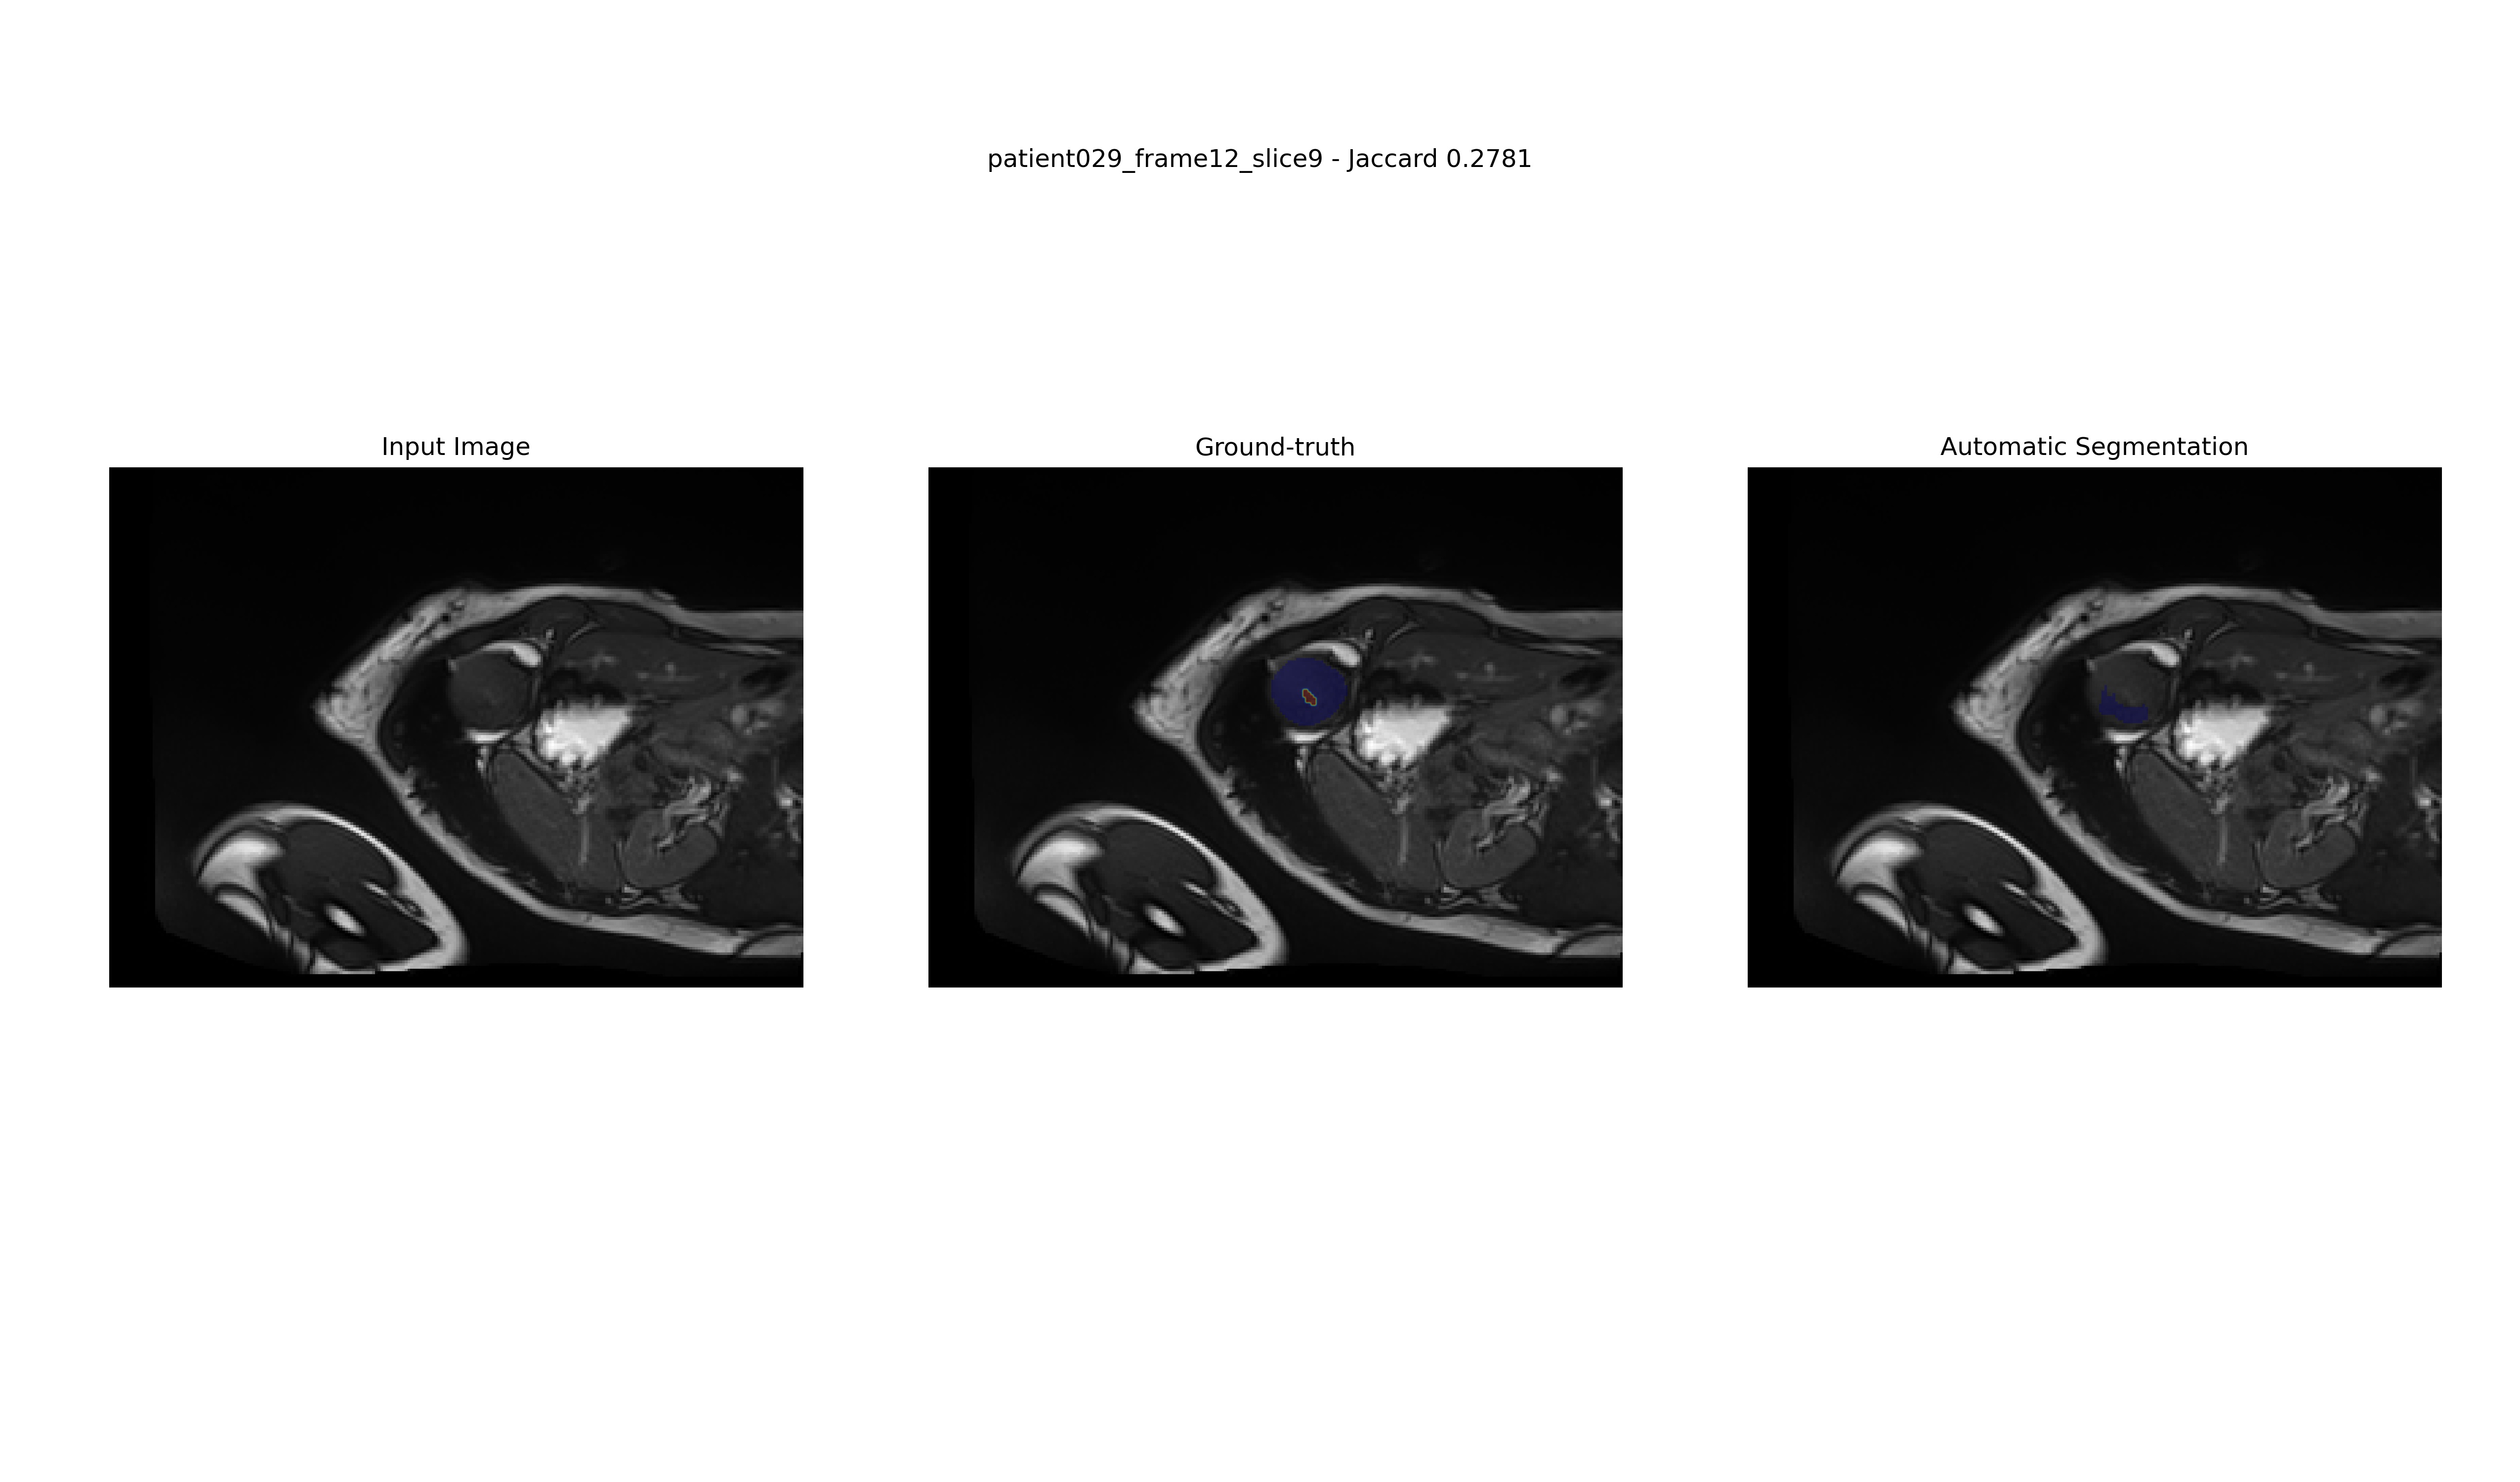 patient029_frame12_slice9 - Jaccard 0.2781
Input Image
Ground-truth
Automatic Segmentation